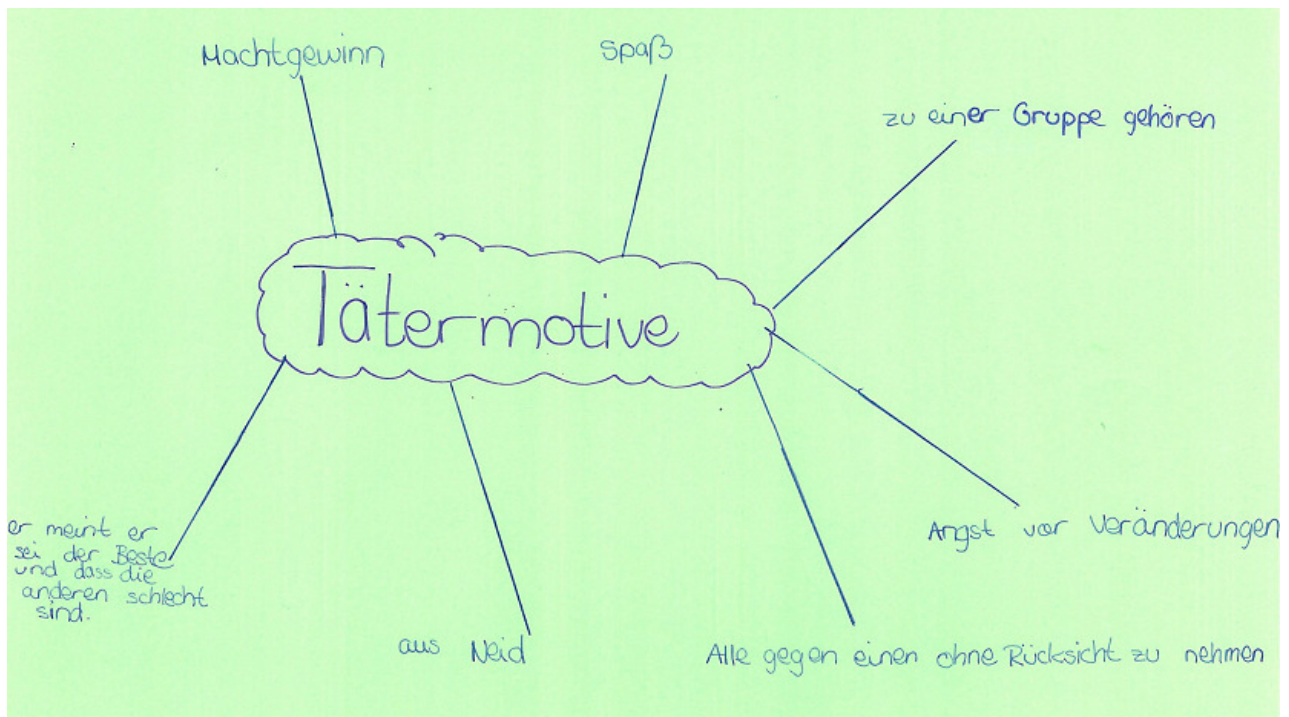 Machtgewinn
Spaß
zu einer Gruppe gehören
Tätermotive
er meint er
sei der Beste
und dass die
anderen schlecht
sind.
aus Neid
Alle gegen einen ohne Rücksicht zu nehmen
Angst vor Veränderungen